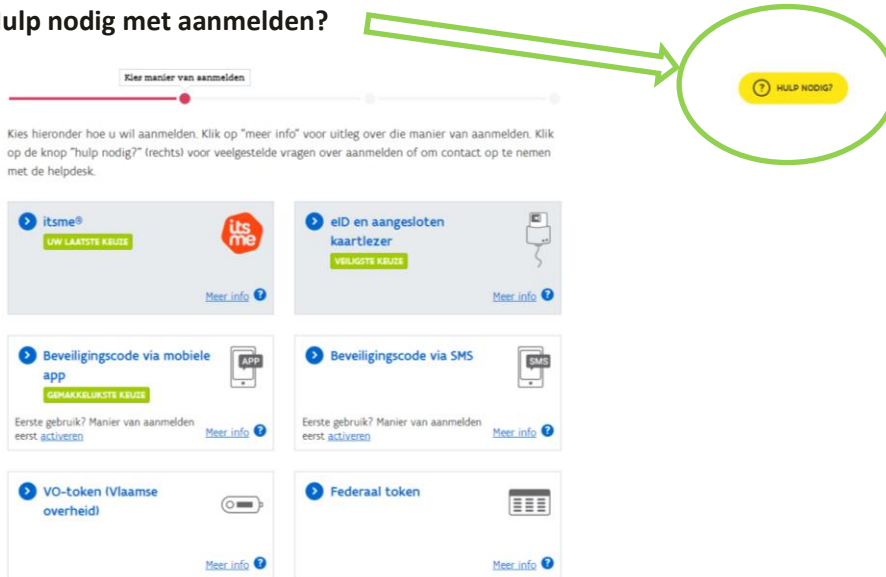 ulp nodig met aanmelden?
HULP NODIG?
Kies manier van aanmelden
Kies hieronder hoe u wil aanmelden. Klik op "meer info" voor uitleg over die manier van aanmelden. Klik
op de knop "hulp nodig?" (rechts) voor veelgestelde vragen over aanmelden of om contact op te nemen
met de helpdesk.
itsme®
UW LAATSTE KEUZE
its
me
Meer info
eID en aangesloten
kaartlezer
VEILIGSTE KEUZE
Meer info
Beveiligingscode via mobiele
app
GEMAKKELIJKSTE KEUZE
APP
Eerste gebruik? Manier van aanmelden
eerst activeren
Meer info
Beveiligingscode via SMS
SMS
Eerste gebruik? Manier van aanmelden
eerst activeren
Meer info
VO-token (Vlaamse
overheid)
Meer info
Federaal token
Meer info